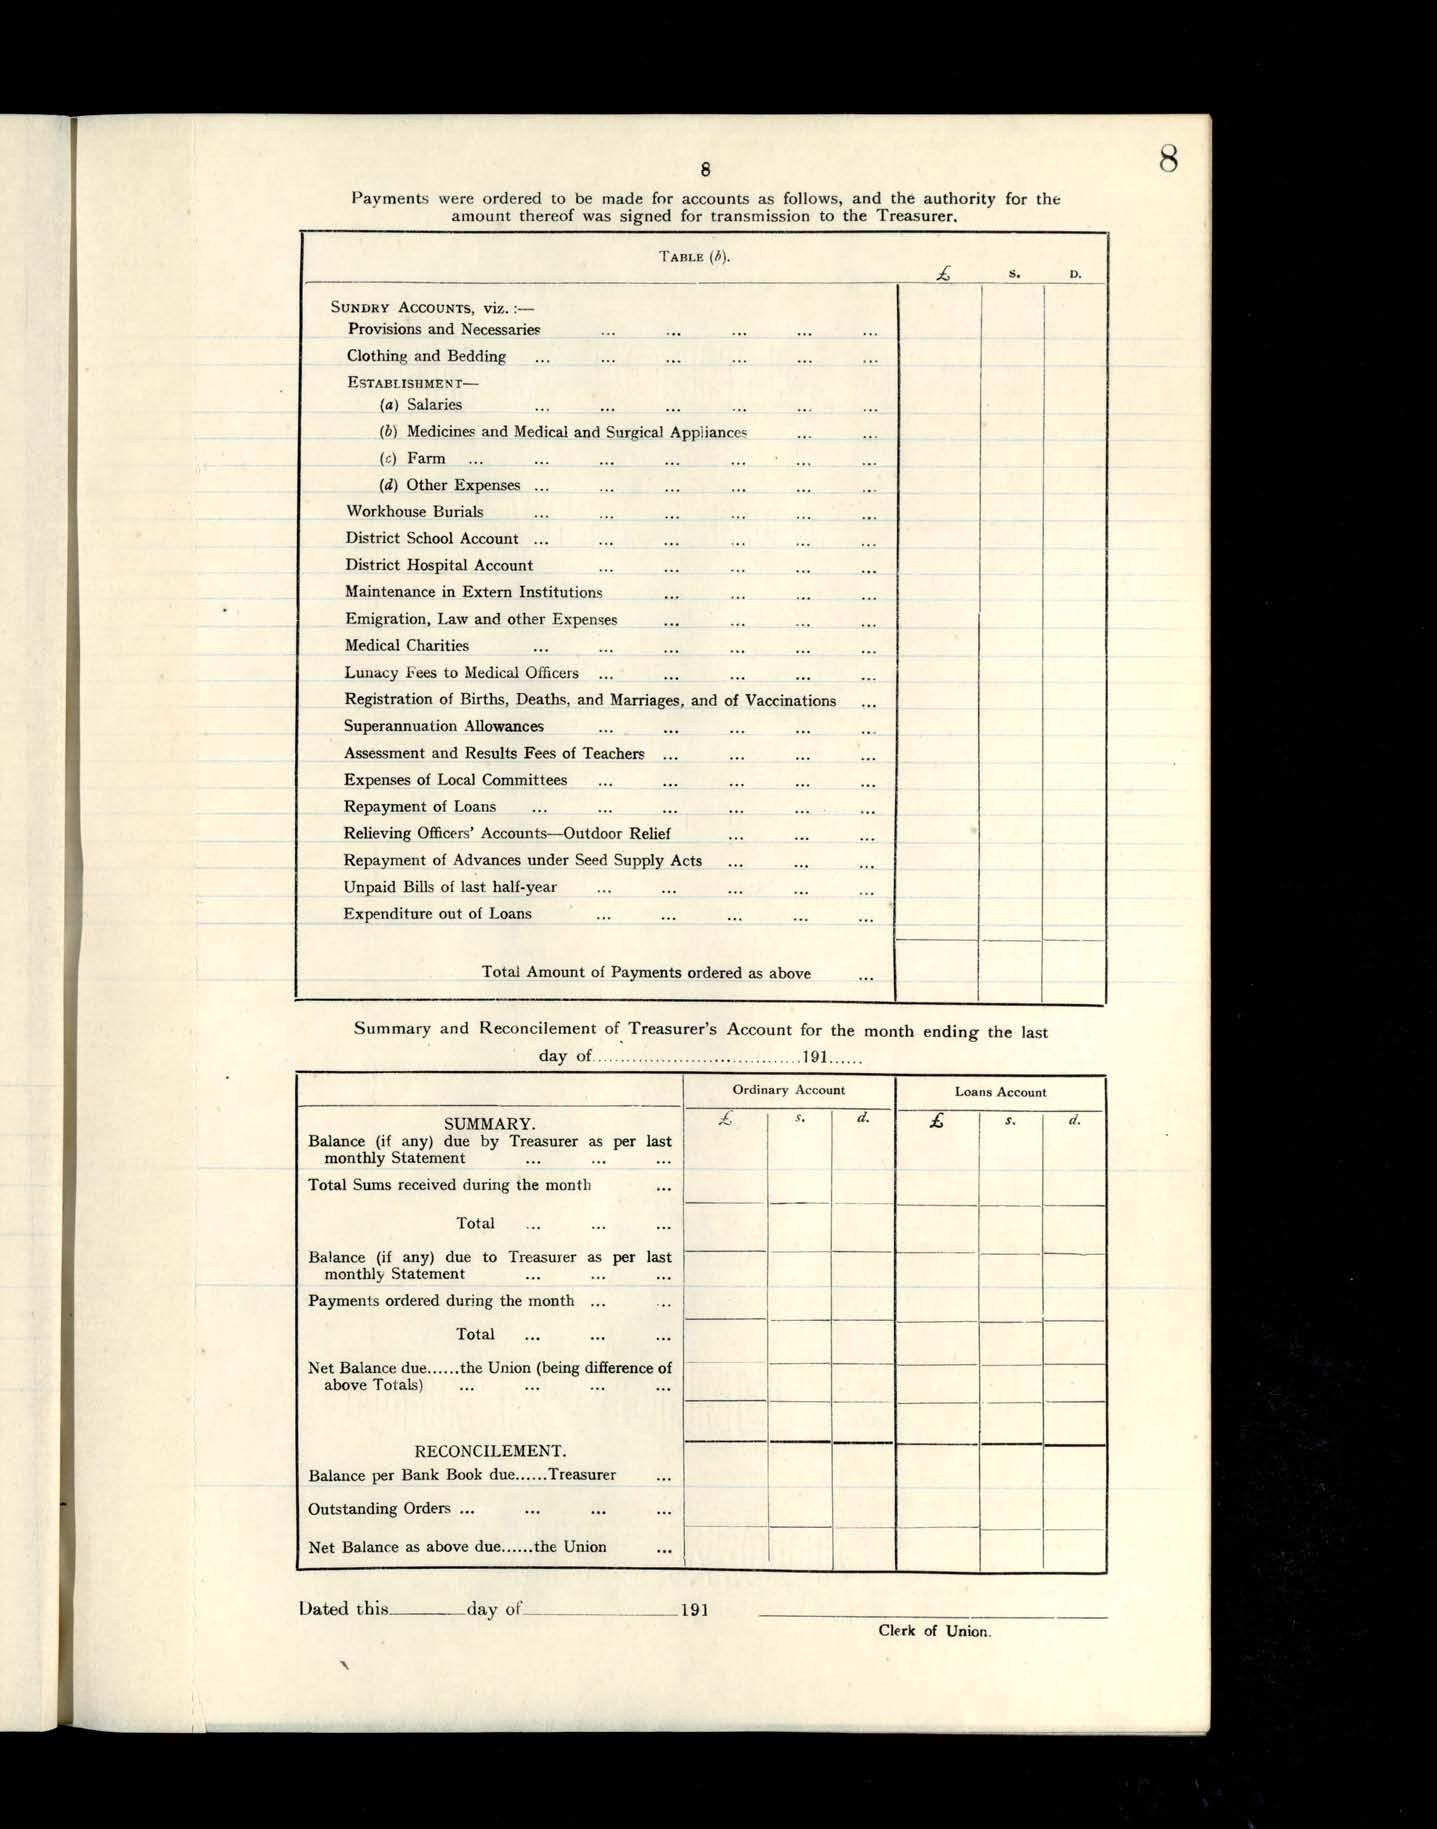 8
8
Payments were ordered to be made for accounts as follows, and the authority for the
amount thereof was signed for transmission to the Treasurer.
TABLE (b).
£ S. D.
SUNDRY ACCOUNTS, viz. :—
Provisions and Necessaries ... ... ... ... ...
Clothing and Bedding ... ... ... ... ... ...
ESTABLISHMENT—
(a) Salaries ... ... ... ... ... ...
(b) Medicines and Medical and Surgical Appliances ... ...
(c) Farm ... ... ... ... ... ... ...
(d) Other Expenses ... ... ... ... ... ...
Workhouse Burials ... ... ... ... ... ...
District School Account ... ... ... ... ... ...
District Hospital Account ... ... ... ... ...
Maintenance in Extern Institutions ... ... ... ...
Emigration, Law and other Expenses ... ... ... ...
Medical Charities ... ... ... ... ... ...
Lunacy Fees to Medical Officers ... ... ... ... ...
Registration of Births, Deaths, and Marriages, and of Vaccinations ...
Superannuation Allowances ... ... ... ... ...
Assessment and Results Fees of Teachers ... ... ... ...
Expenses of Local Committees ... ... ... ... ...
Repayment of Loans ... ... ... ... ... ...
Relieving Officers' Accounts—Outdoor Relief ... ... ...
Repayment of Advances under Seed Supply Acts ... ... ...
Unpaid Bills of last half-year ... ... ... ... ...
Expenditure out of Loans ... ... ... ... ...
Total Amount of Payments ordered as above ...
Summary and Reconcilement of Treasurer's Account for the month ending the last
day of.....................................191......
Ordinary Account Loans Account
£ s. d. £ s. d.
SUMMARY.
Balance (if any) due by Treasurer as per last
monthly Statement ... ... ...
Total Sums received during the month ...
Total ... ... ...
Balance (if any) due to Treasurer as per last
monthly Statement ... ... ...
Payments ordered during the month ... ...
Total ... ... ...
Net Balance due......the Union (being difference of
above Totals) ... ... ... ...
RECONCILEMENT.
Balance per Bank Book due......Treasurer ...
Outstanding Orders ... ... ... ...
Net Balance as above due......the Union ...
Dated this________day of________________191
Clerk of Union.